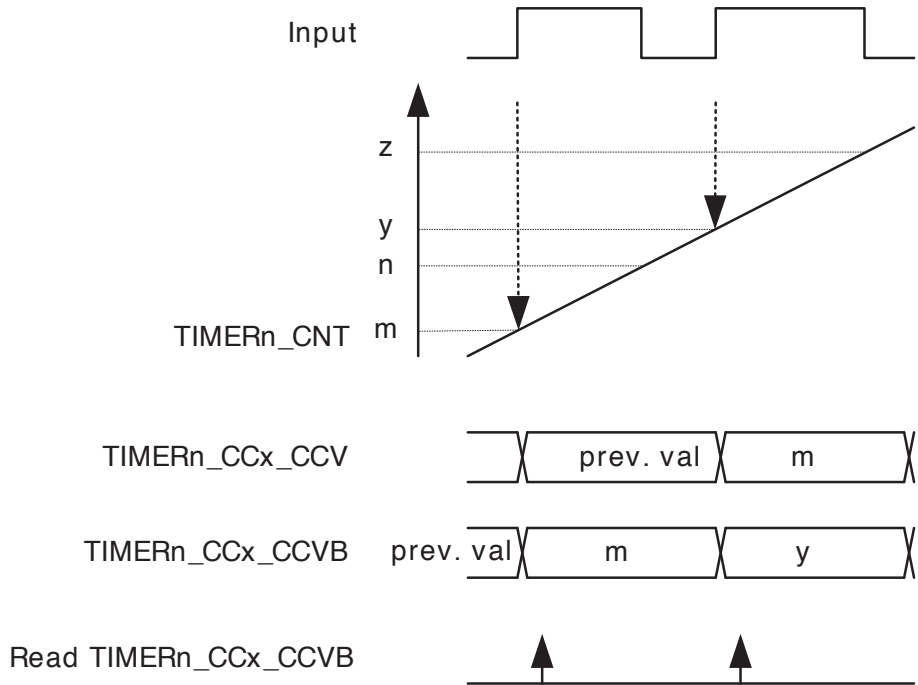 Input
z
y
n
TIMERn_CNT m
TIMERn_CCx_CCV prev. val m
TIMERn_CCx_CCVB prev. val m y
Read TIMERn_CCx_CCVB